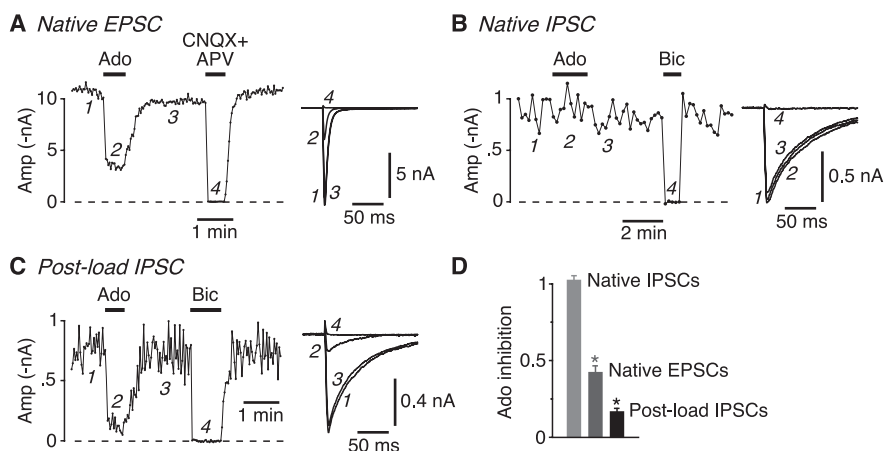 A Native EPSC
Ado
CNQX+
APV
Amp (-nA)
10
5
0
1
2
3
4
1 min
4
2
1
3
5 nA
50 ms
B Native IPSC
Ado
Bic
Amp (-nA)
1
.5
0
1
2
3
4
2 min
4
3
2
1
0.5 nA
50 ms
C Post-load IPSC
Ado
Bic
Amp (-nA)
1
.5
0
1
2
3
4
1 min
4
2
3
1
0.4 nA
50 ms
D
Ado inhibition
1
0.5
0
Native IPSCs
* Native EPSCs
* Post-load IPSCs